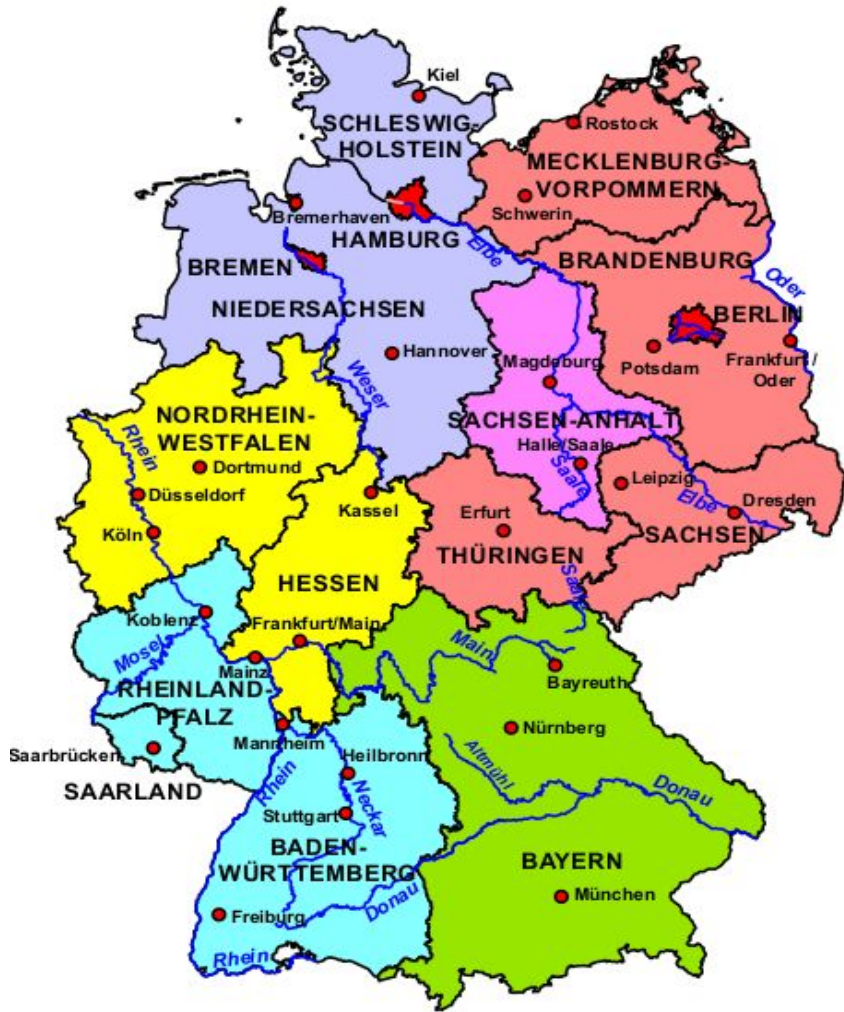 Kiel
SCHLESWIG-
HOLSTEIN
Rostock
MECKLENBURG-
VORPOMMERN
Schwerin
Bremerhaven
HAMBURG
Elbe
BREMEN
BRANDENBURG
Oder
NIEDERSACHSEN
BERLIN
Hannover
Potsdam
Frankfurt/
Oder
Magdeburg
Weser
NORDRHEIN-
WESTFALEN
SACHSEN-ANHALT
Rhein
Dortmund
Halle/Saale
Saale
Leipzig
Elbe
Düsseldorf
Kassel
Erfurt
Dresden
Köln
THÜRINGEN
SACHSEN
HESSEN
Saale
Koblenz
Frankfurt/Main
Mosel
Main
Mainz
Bayreuth
RHEINLAND-
PFALZ
Mannheim
Nürnberg
Saarbrücken
Heilbronn
Altmühl
SAARLAND
Rhein
Neckar
Donau
Stuttgart
BADEN-
WÜRTTEMBERG
BAYERN
Donau
München
Freiburg
Rhein